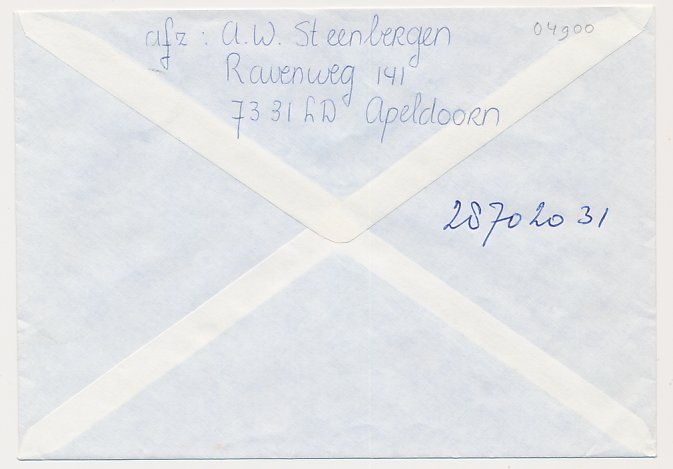 afz: A.W. Steenbergen 04900
Ravenweg 141
7331 LD Apeldoorn
28702031